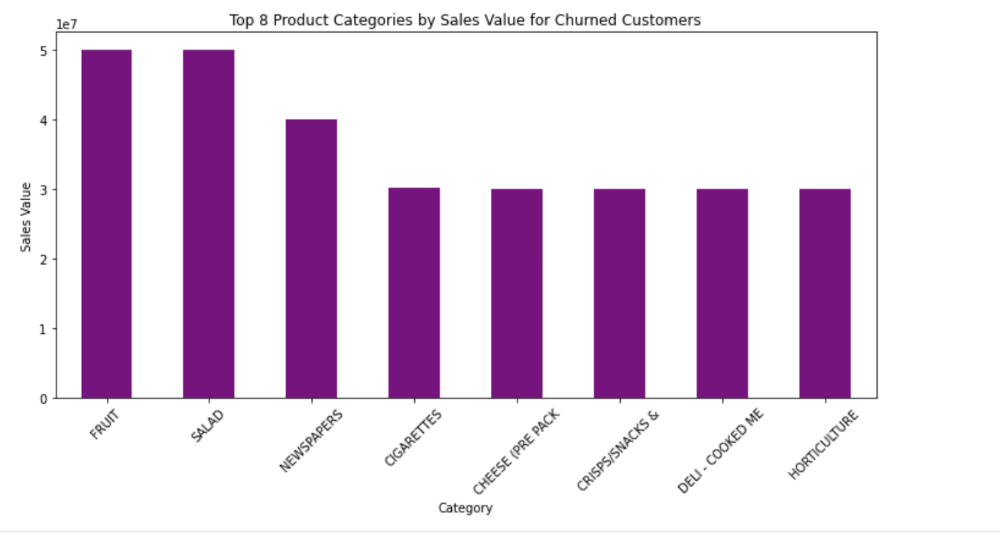 Top 8 Product Categories by Sales Value for Churned Customers
1e7
5
4
3
2
1
0
Sales Value
FRUIT
SALAD
NEWSPAPERS
CIGARETTES
CHEESE (PRE PACK
CRISPS/SNACKS &
DELI - COOKED ME
HORTICULTURE
Category